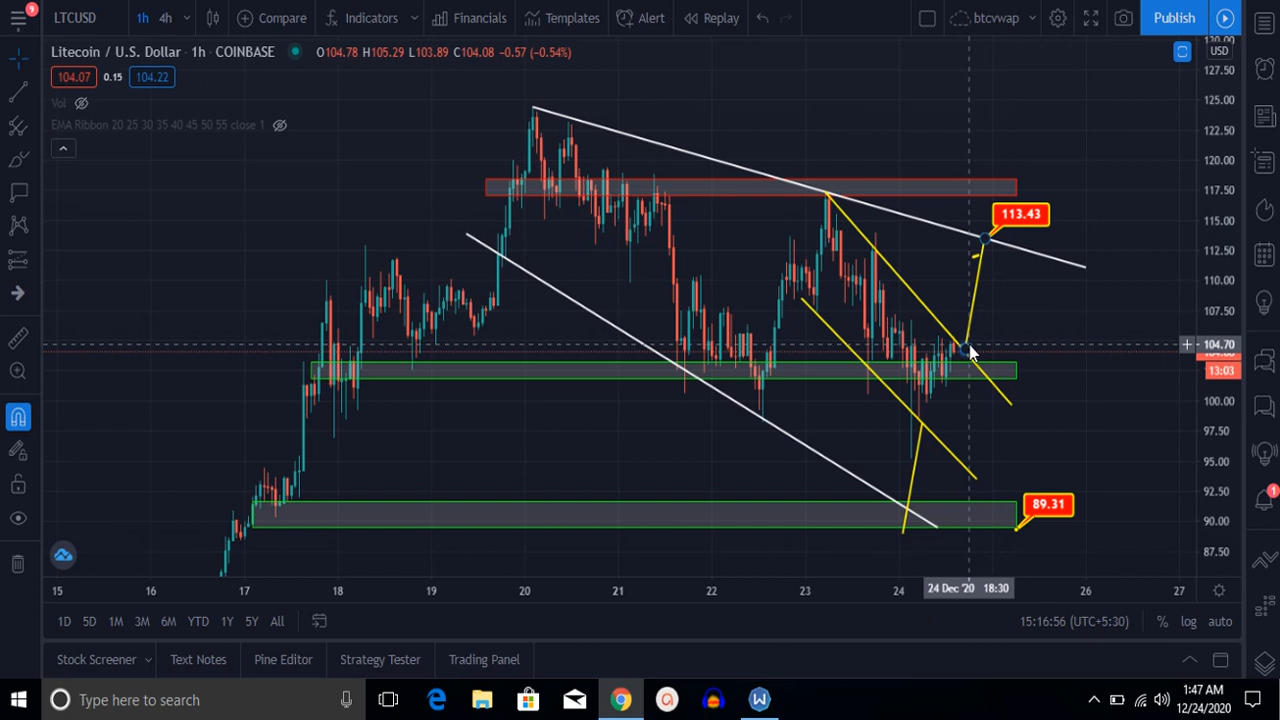 9
LTCUSD
1h 4h
Compare
Indicators
Financials
Templates
Alert
Replay
btcvwap
Publish
Litecoin / U.S. Dollar · 1h · COINBASE
O104.78 H105.29 L103.89 C104.08 -0.57 (-0.54%)
104.07 0.15 104.22
Vol
EMA Ribbon 20 25 30 35 40 45 50 55 close 1
130.00
USD
127.50
125.00
122.50
120.00
117.50
115.00
112.50
110.00
107.50
104.70
13:03
100.00
97.50
95.00
92.50
90.00
87.50
113.43
89.31
15 16 17 18 19 20 21 22 23 24 26 27
24 Dec '20 18:30
1D 5D 1M 3M 6M YTD 1Y 5Y All
15:16:56 (UTC+5:30)
% log auto
Stock Screener
Text Notes
Pine Editor
Strategy Tester
Trading Panel
1
Type here to search
1:47 AM
12/24/2020